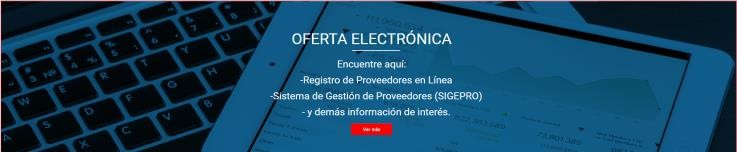 OFERTA ELECTRÓNICA
Encuentre aquí:
-Registro de Proveedores en Línea
-Sistema de Gestión de Proveedores (SIGEPRO)
- y demás información de interés.
Ver más